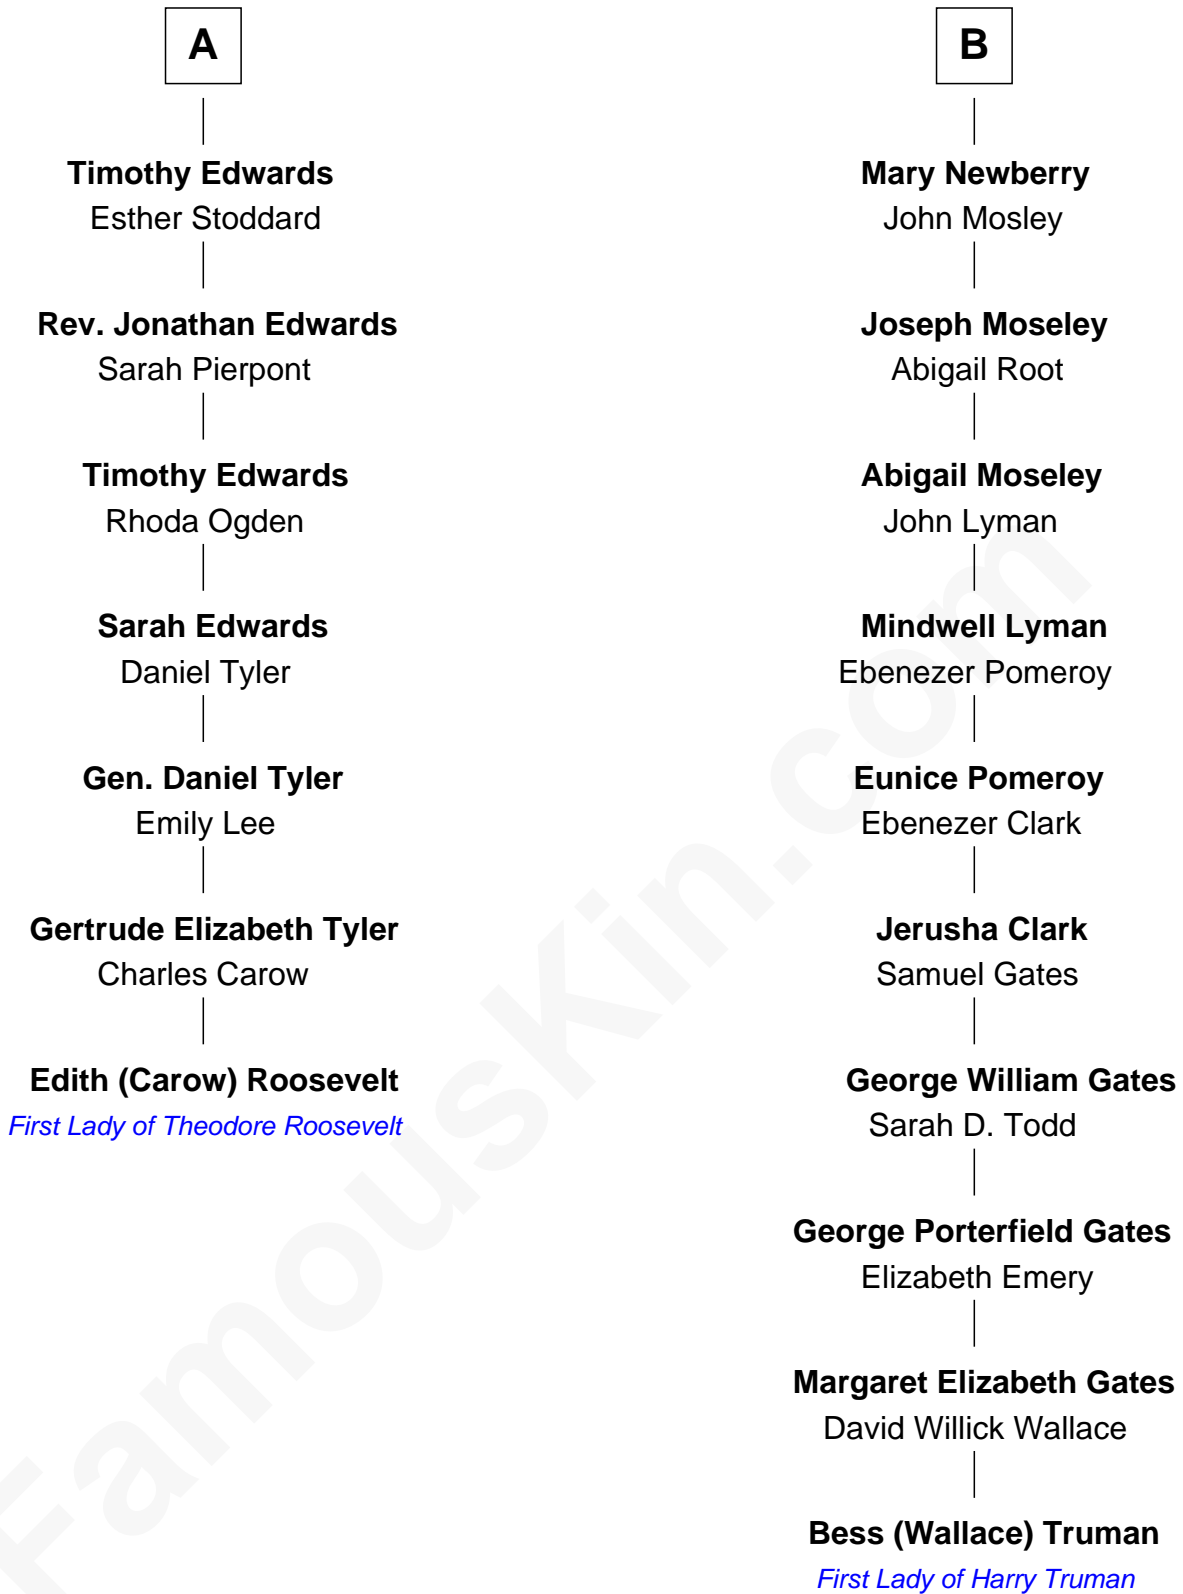 A
Timothy Edwards
Esther Stoddard
Rev. Jonathan Edwards
Sarah Pierpont
Timothy Edwards
Rhoda Ogden
Sarah Edwards
Daniel Tyler
Gen. Daniel Tyler
Emily Lee
Gertrude Elizabeth Tyler
Charles Carow
Edith (Carow) Roosevelt
First Lady of Theodore Roosevelt
B
Mary Newberry
John Mosley
Joseph Moseley
Abigail Root
Abigail Moseley
John Lyman
Mindwell Lyman
Ebenezer Pomeroy
Eunice Pomeroy
Ebenezer Clark
Jerusha Clark
Samuel Gates
George William Gates
Sarah D. Todd
George Porterfield Gates
Elizabeth Emery
Margaret Elizabeth Gates
David Willick Wallace
Bess (Wallace) Truman
First Lady of Harry Truman
FamousKin.com